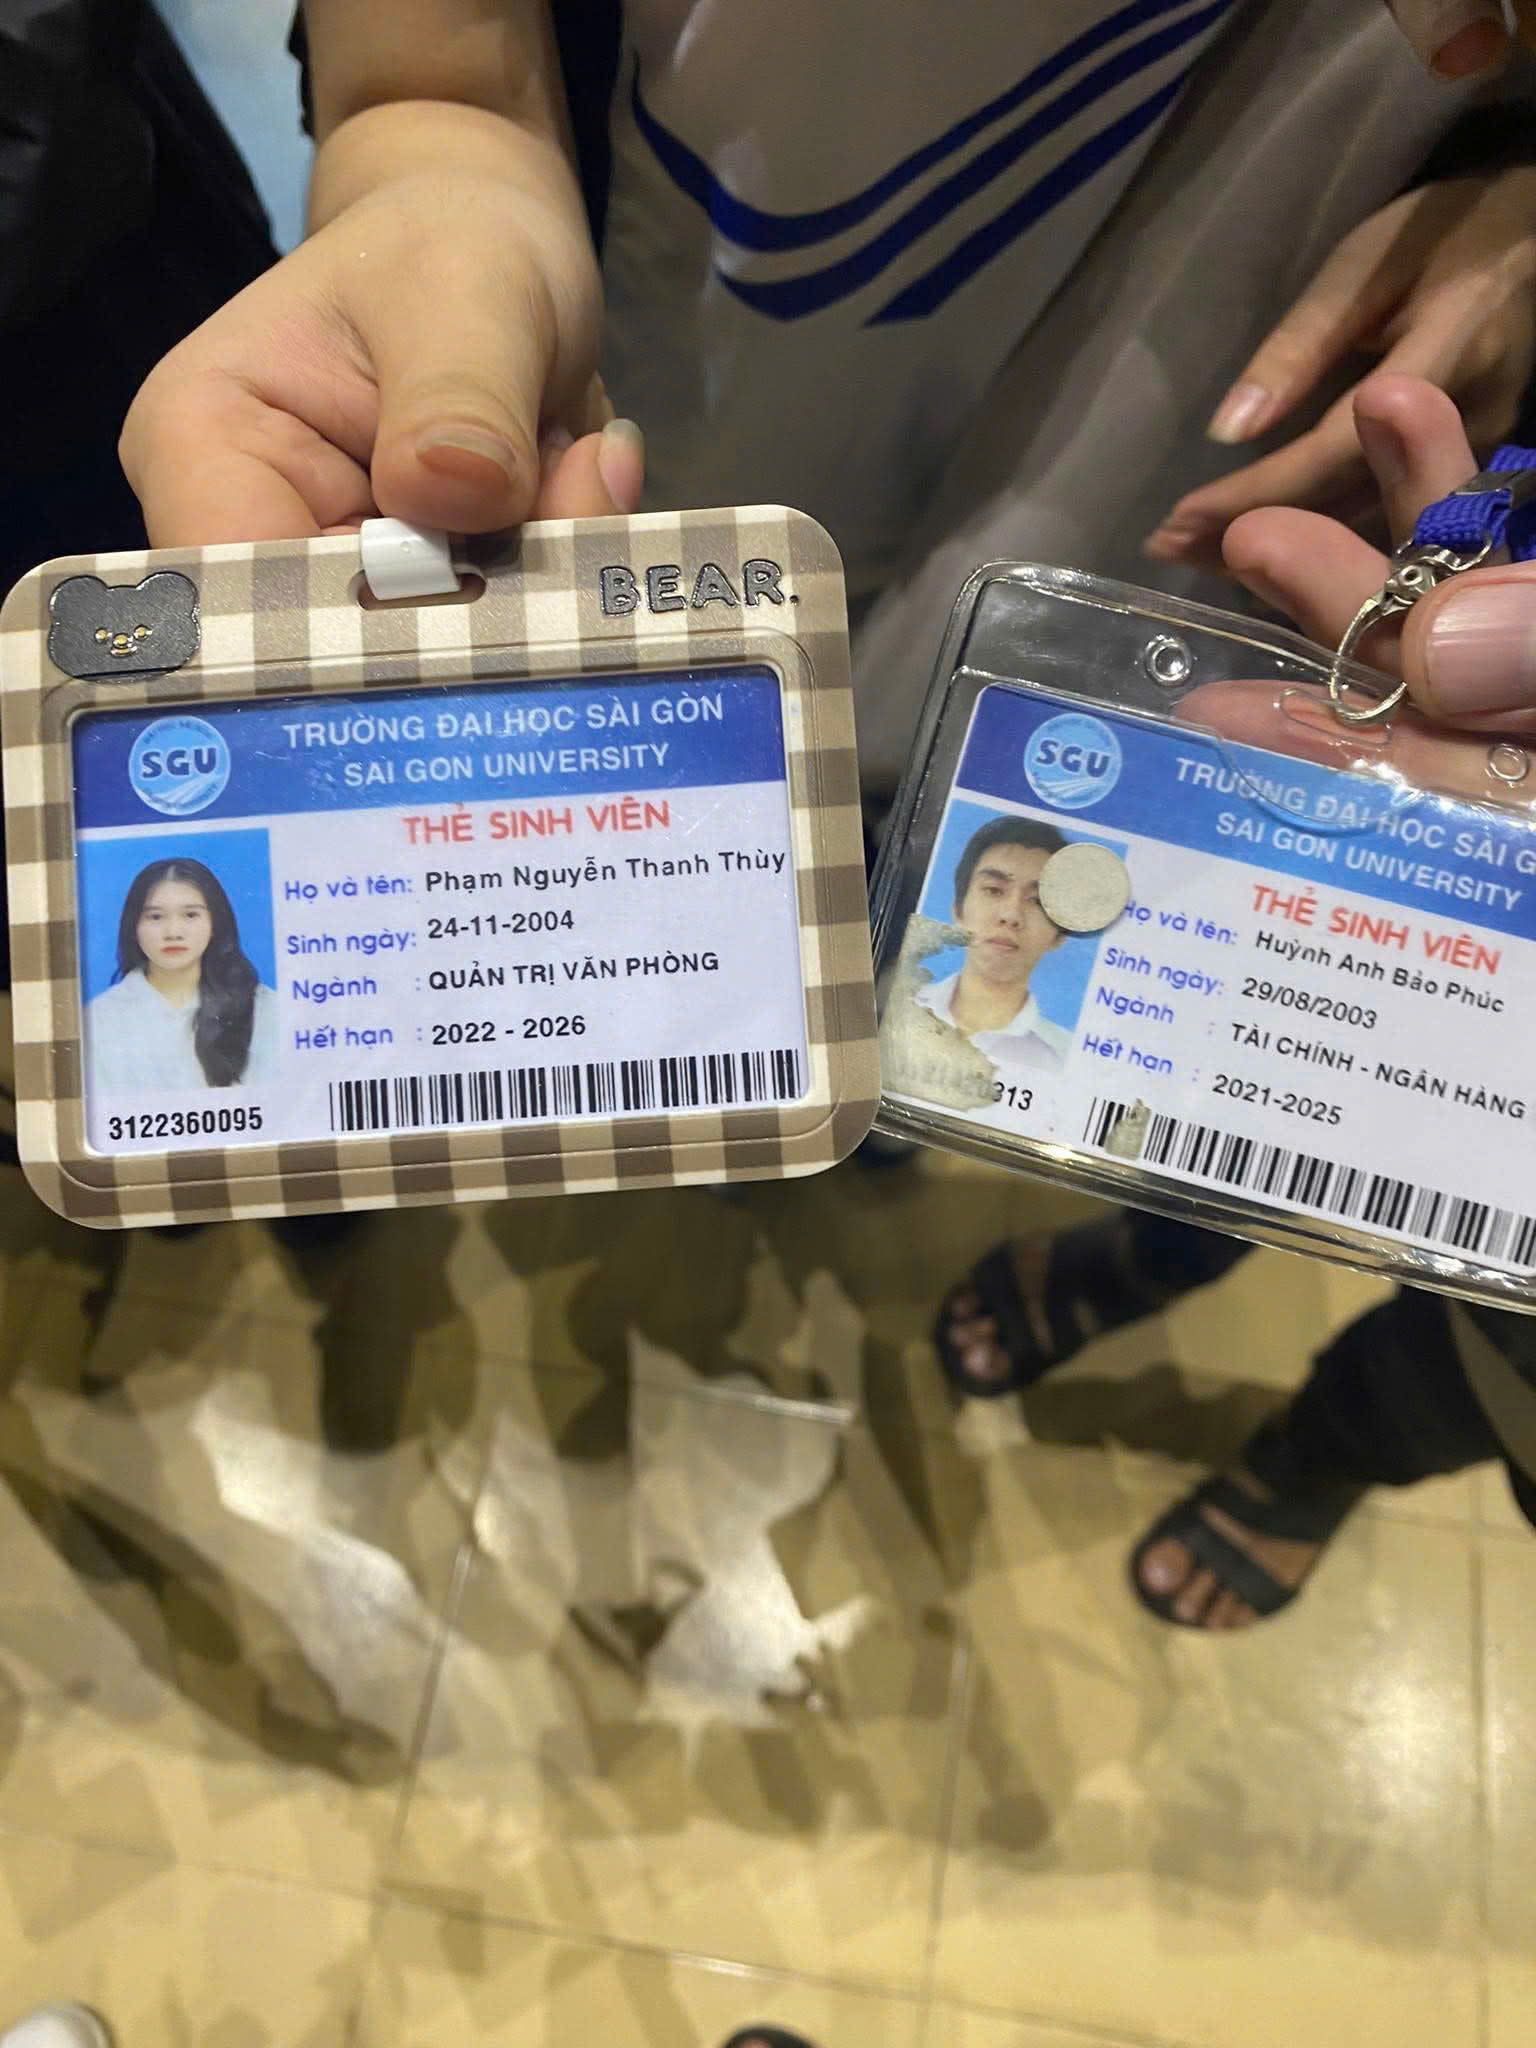 BEAR.
SGU
TRƯỜNG ĐẠI HỌC SÀI GÒN
SAI GON UNIVERSITY
THẺ SINH VIÊN
Họ và tên: Phạm Nguyễn Thanh Thùy
Sinh ngày: 24-11-2004
Ngành : QUẢN TRỊ VĂN PHÒNG
Hết hạn : 2022 - 2026
3122360095
SGU
TRƯỜNG ĐẠI HỌC SÀI G
SAI GON UNIVERSITY
THẺ SINH VIÊN
Họ và tên: Huỳnh Anh Bảo Phúc
Sinh ngày: 29/08/2003
Ngành : TÀI CHÍNH - NGÂN HÀNG
Hết hạn : 2021-2025
313